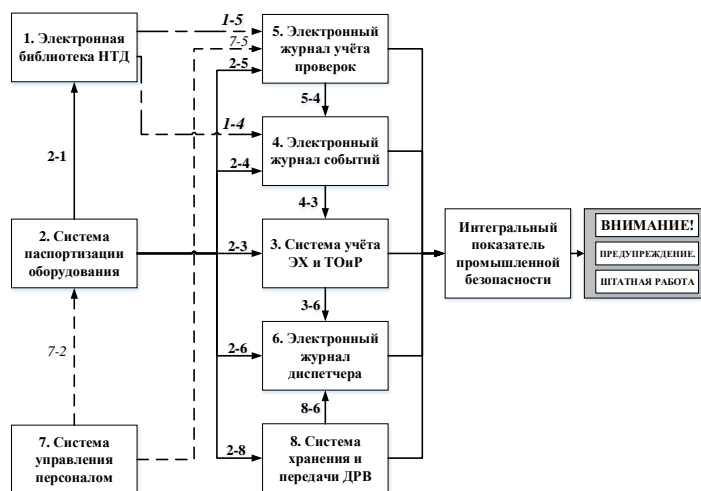 1. Электронная
библиотека НТД
1-5
7-5
2-5
5. Электронный
журнал учёта
проверок
5-4
1-4
2-4
4. Электронный
журнал событий
2-1
4-3
2. Система
паспортизации
оборудования
2-3
3. Система учёта
ЭХ и ТОиР
Интегральный
показатель
промышленной
безопасности
ВНИМАНИЕ!
ПРЕДУПРЕЖДЕНИЕ.
ШТАТНАЯ РАБОТА
3-6
7-2
2-6
6. Электронный
журнал
диспетчера
8-6
7. Система
управления
персоналом
2-8
8. Система
хранения и
передачи ДРВ